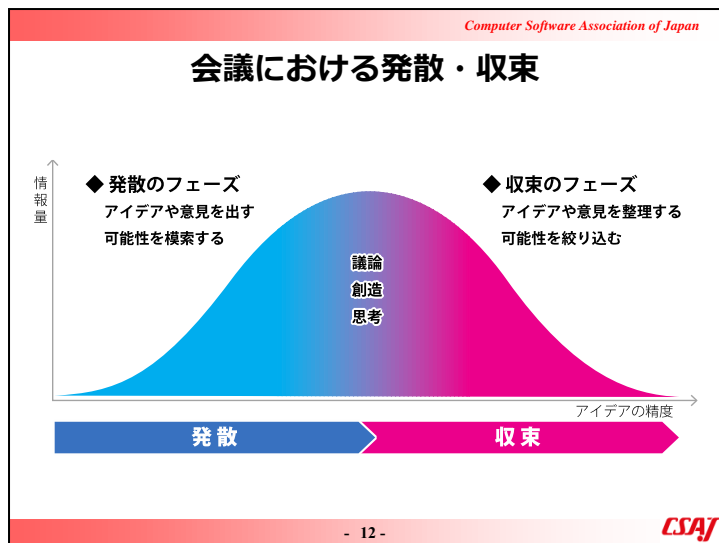 Computer Software Association of Japan
会議における発散・収束
情報量
◆ 発散のフェーズ
アイデアや意見を出す
可能性を模索する
◆ 収束のフェーズ
アイデアや意見を整理する
可能性を絞り込む
議論
創造
思考
アイデアの精度
発散
収束
- 12 -
CSAJ